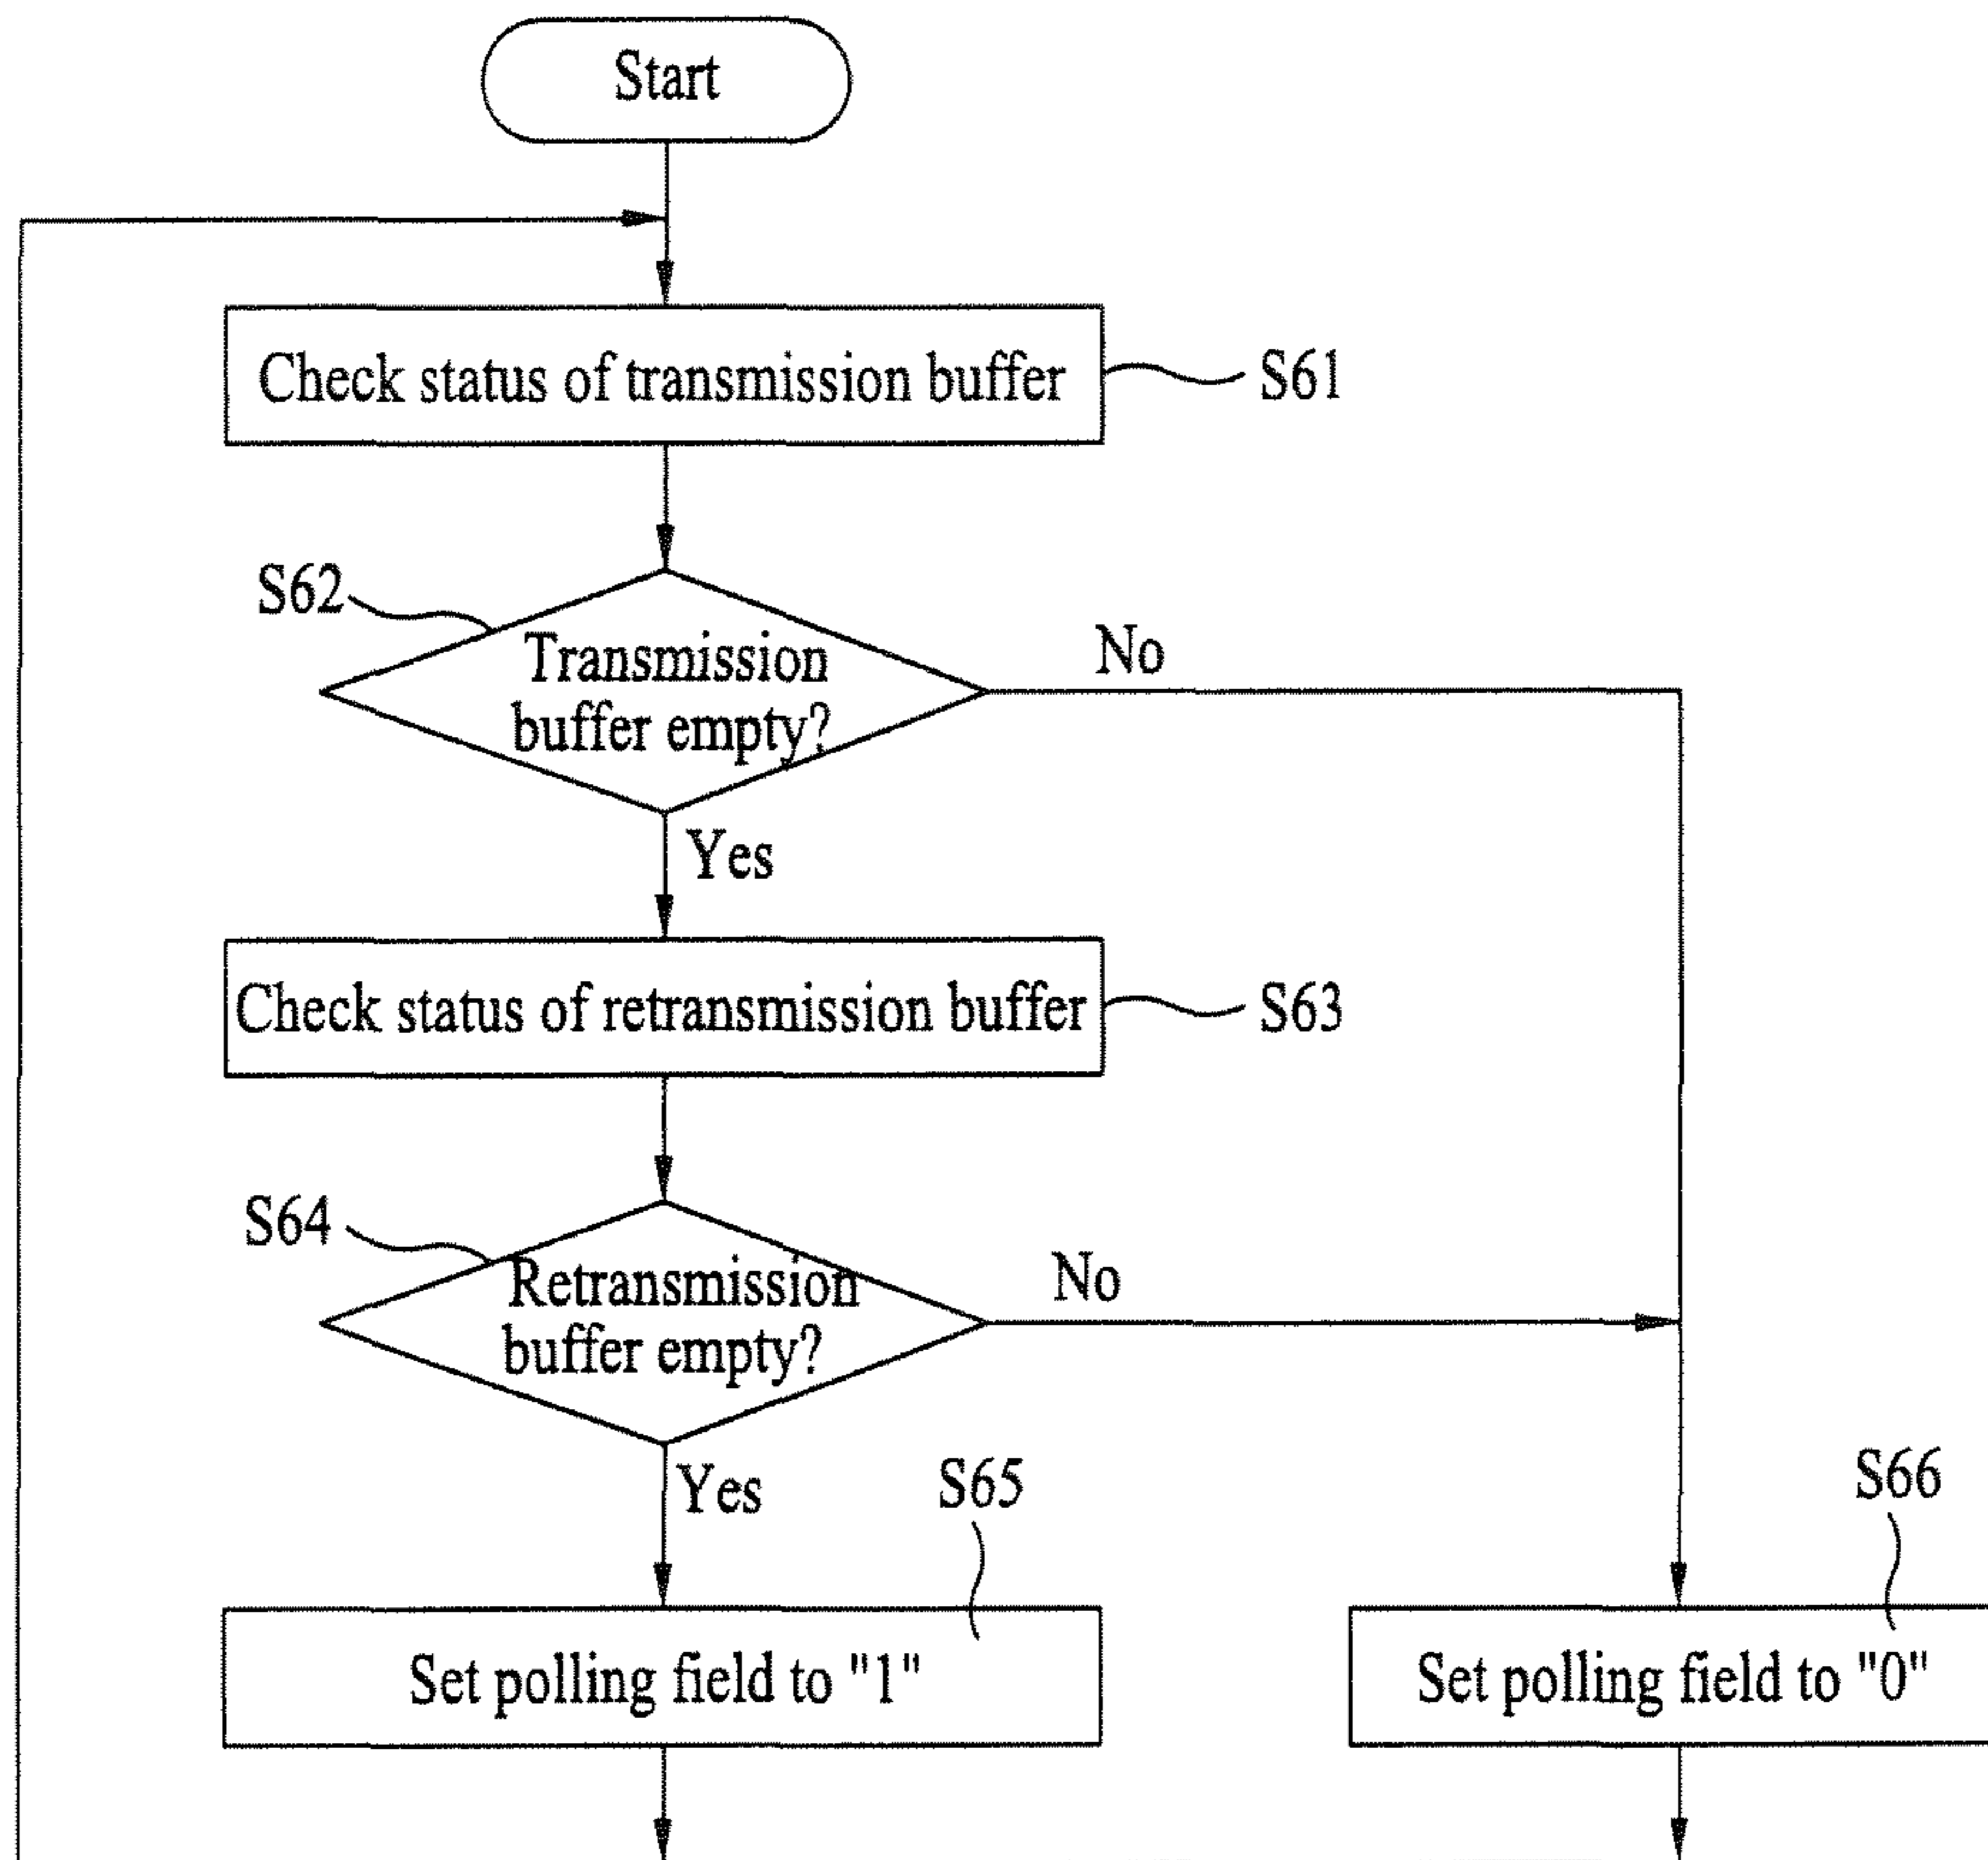 Start
Check status of transmission buffer
S61
S62
Transmission
buffer empty?
No
Yes
Check status of retransmission buffer
S63
S64
Retransmission
buffer empty?
No
Yes
S65
S66
Set polling field to "1"
Set polling field to "0"